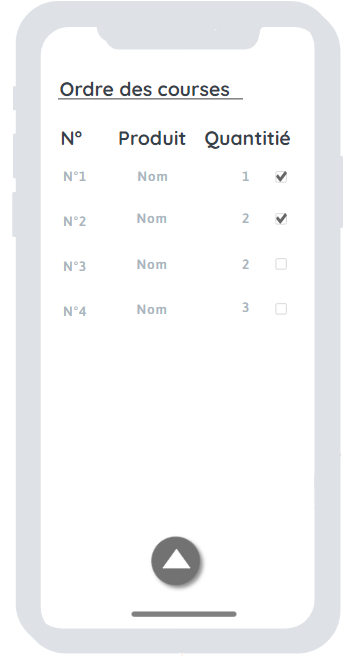 Ordre des courses
N° Produit Quantitié
N°1 Nom 1
N°2 Nom 2
N°3 Nom 2
N°4 Nom 3